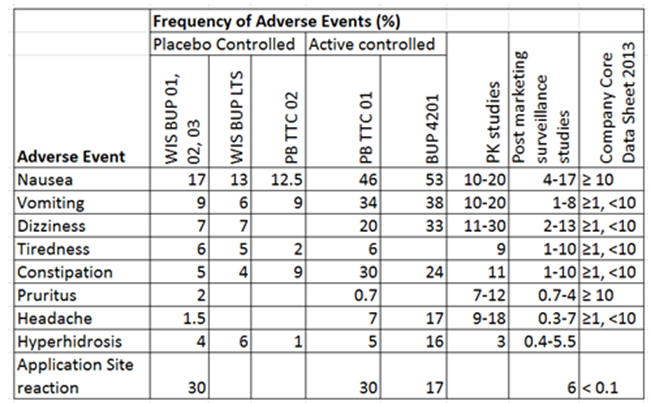 Frequency of Adverse Events (%)
Placebo Controlled Active controlled
Adverse Event WIS BUP 01, 02, 03 WIS BUP LTS PB TTC 02 PB TTC 01 BUP 4201 PK studies Post marketing surveillance studies Company Core Data Sheet 2013
Nausea 17 13 12.5 46 53 10-20 4-17 ≥ 10
Vomiting 9 6 9 34 38 10-20 1-8 ≥1, <10
Dizziness 7 7 20 33 11-30 2-13 ≥1, <10
Tiredness 6 5 2 6 9 1-10 ≥1, <10
Constipation 5 4 9 30 24 11 1-10 ≥1, <10
Pruritus 2 0.7 7-12 0.7-4 ≥ 10
Headache 1.5 7 17 9-18 0.3-7 ≥1, <10
Hyperhidrosis 4 6 1 5 16 3 0.4-5.5
Application Site
reaction 30 30 17 6 < 0.1